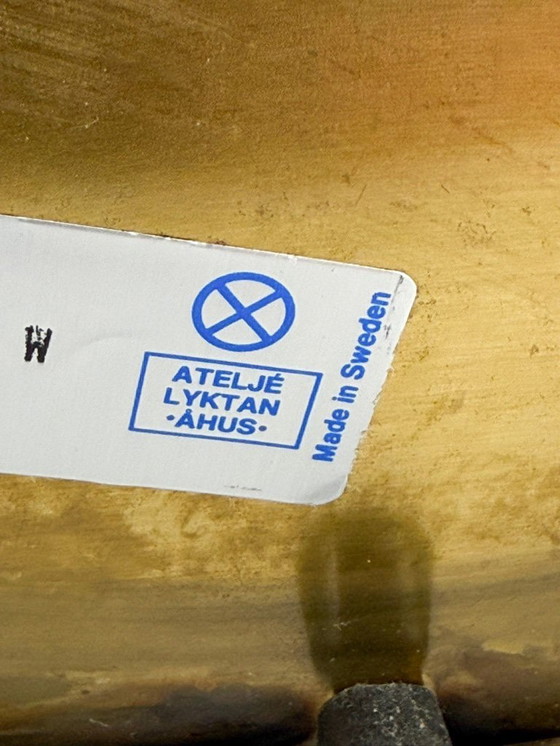 W
ATELJÉ
LYKTAN
·ÅHUS·
Made in Sweden